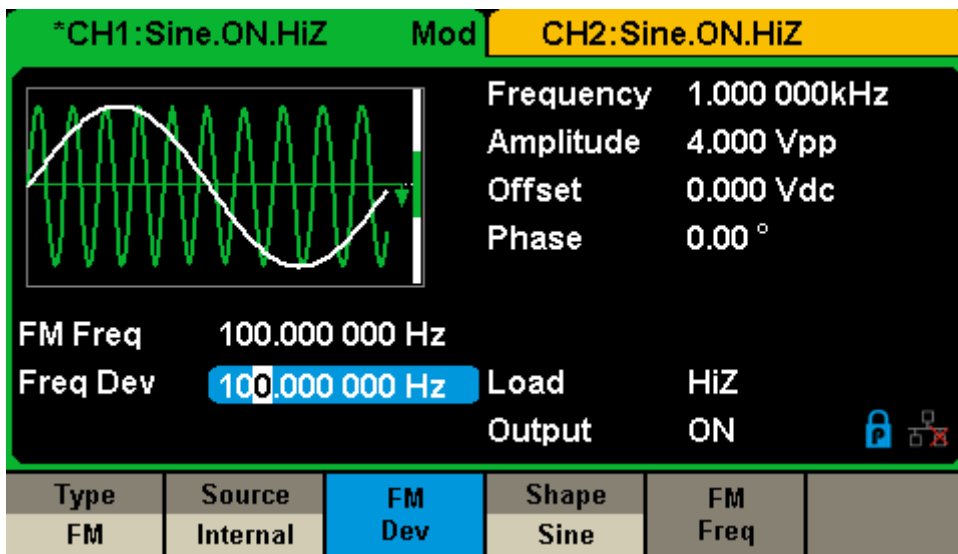 *CH1:Sine.ON.HiZ Mod CH2:Sine.ON.HiZ
Frequency 1.000 000kHz
Amplitude 4.000 Vpp
Offset 0.000 Vdc
Phase 0.00 °
FM Freq 100.000 000 Hz
Freq Dev 100.000 000 Hz Load HiZ
Output ON P
Type Source FM Dev Shape FM Freq
FM Internal Sine